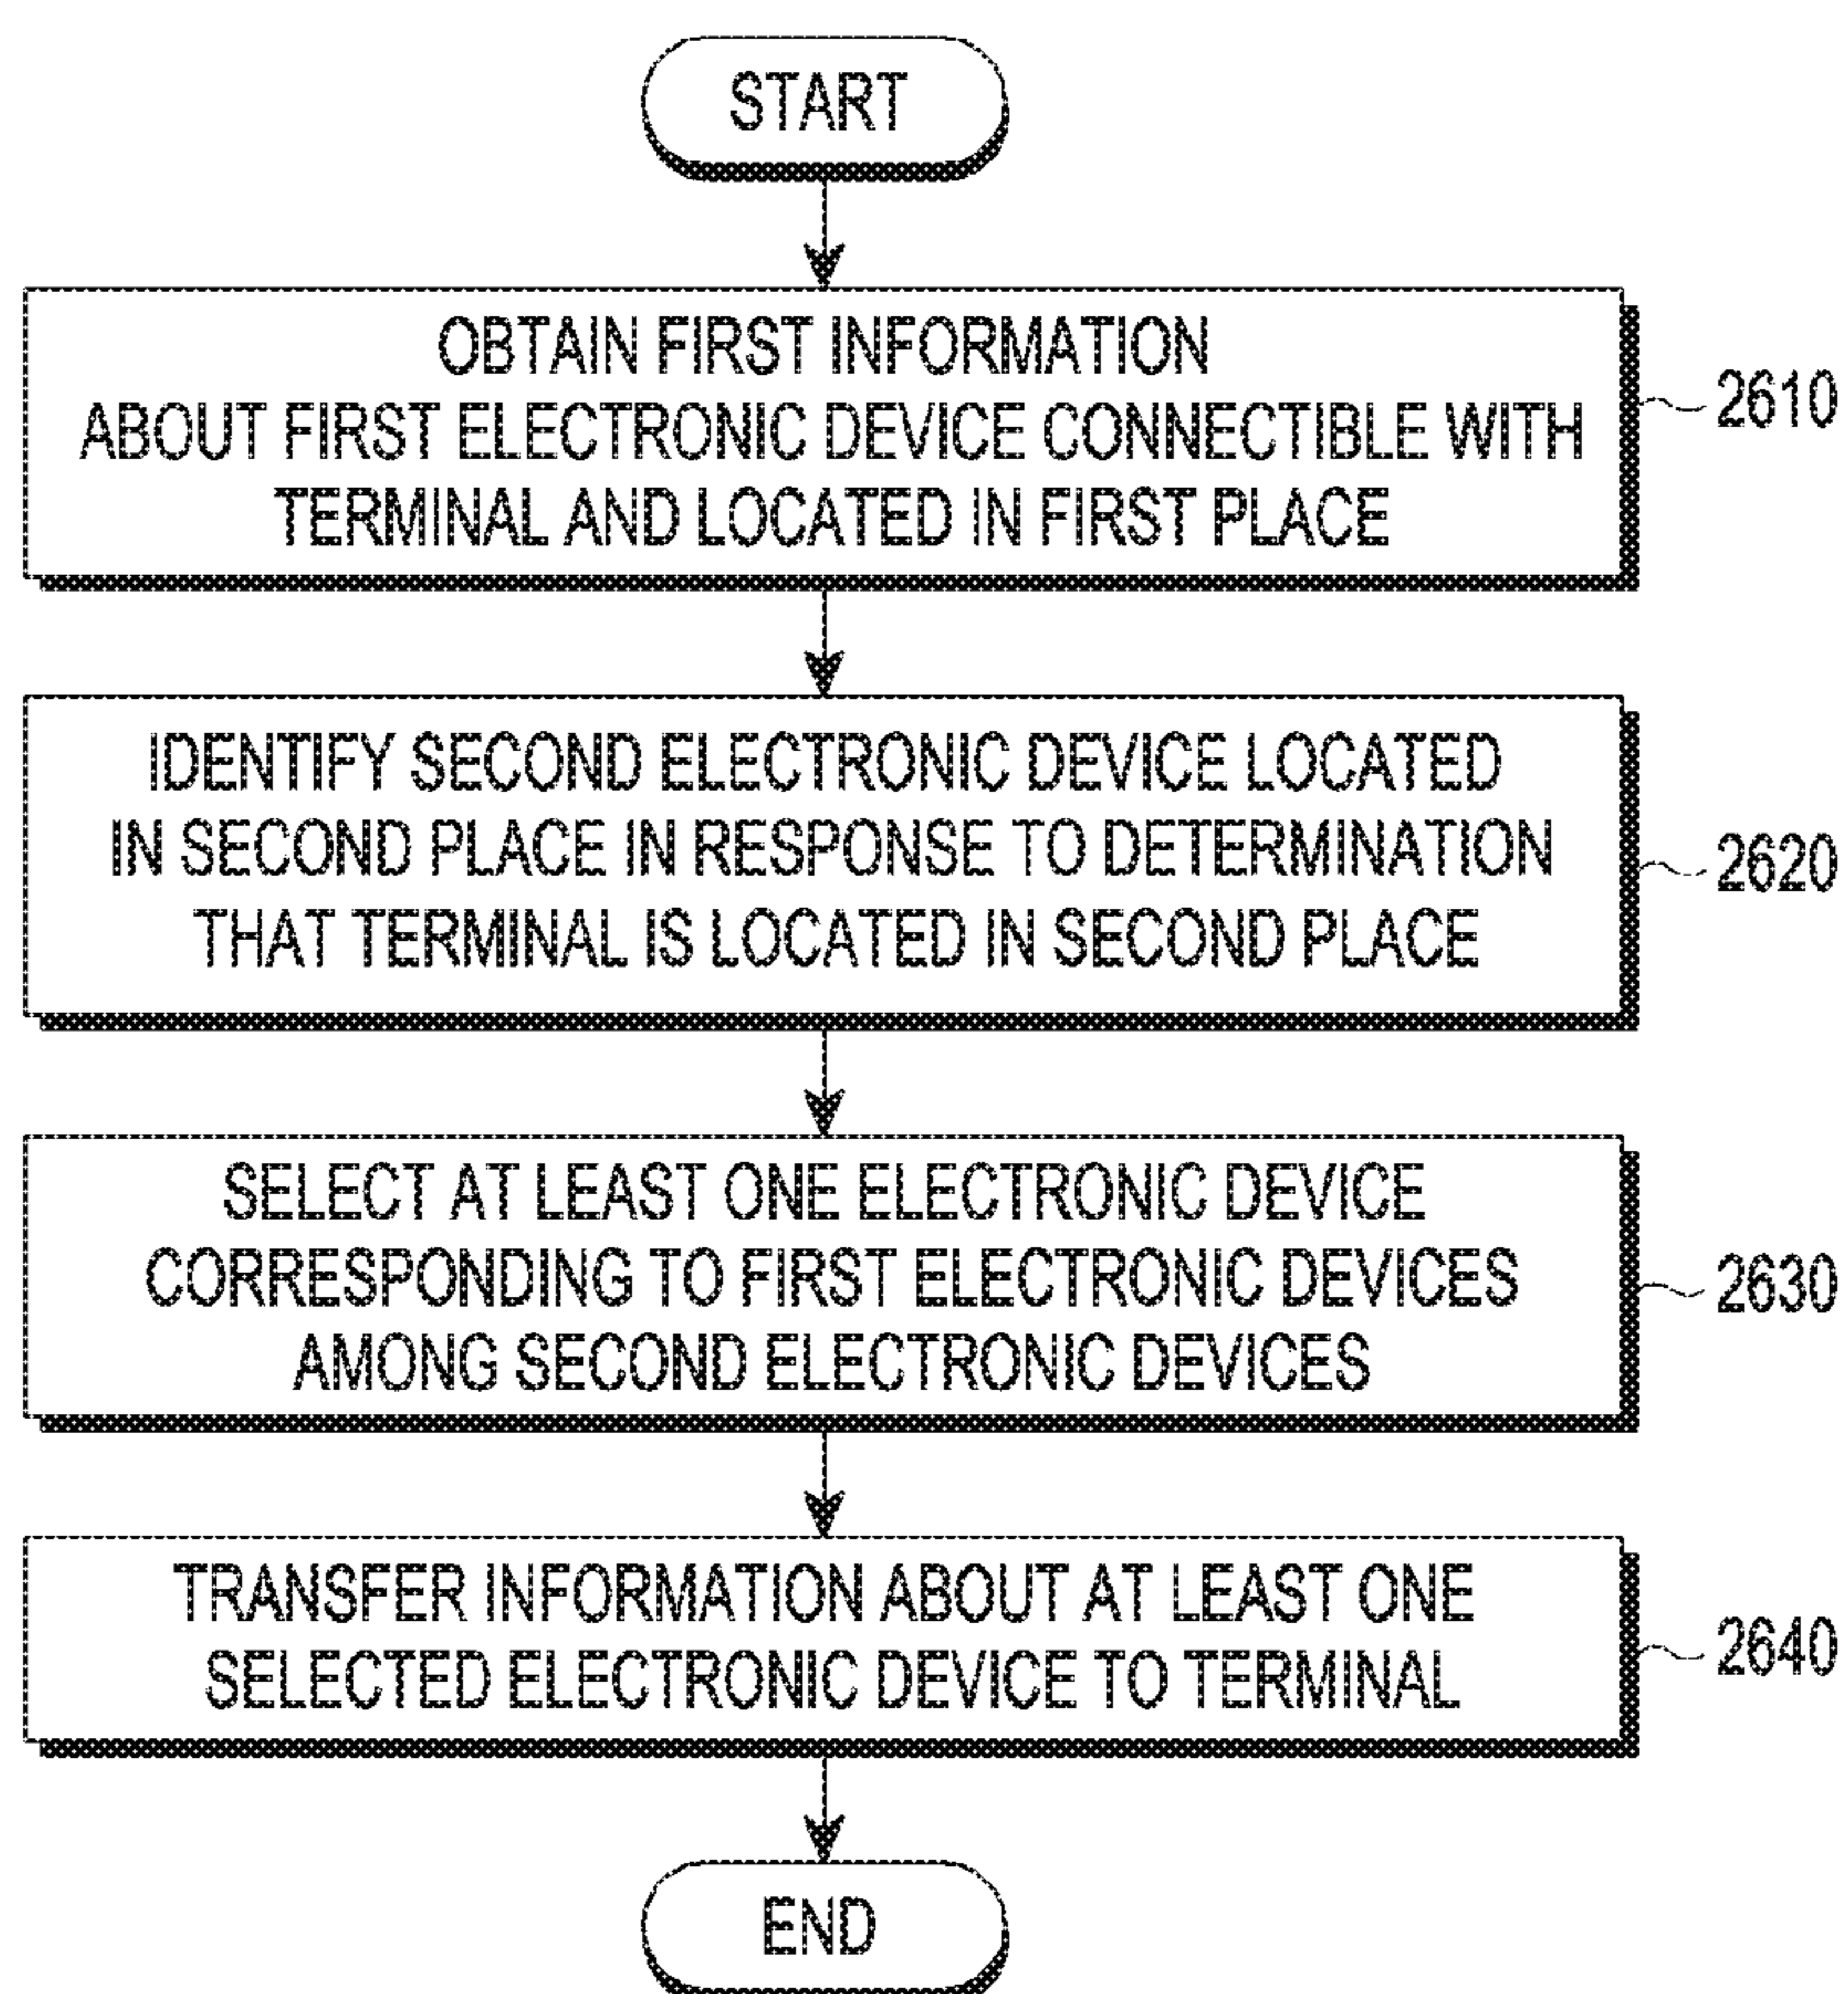 START
OBTAIN FIRST INFORMATION
ABOUT FIRST ELECTRONIC DEVICE CONNECTIBLE WITH
TERMINAL AND LOCATED IN FIRST PLACE
2610
IDENTIFY SECOND ELECTRONIC DEVICE LOCATED
IN SECOND PLACE IN RESPONSE TO DETERMINATION
THAT TERMINAL IS LOCATED IN SECOND PLACE
2620
SELECT AT LEAST ONE ELECTRONIC DEVICE
CORRESPONDING TO FIRST ELECTRONIC DEVICES
AMONG SECOND ELECTRONIC DEVICES
2630
TRANSFER INFORMATION ABOUT AT LEAST ONE
SELECTED ELECTRONIC DEVICE TO TERMINAL
2640
END